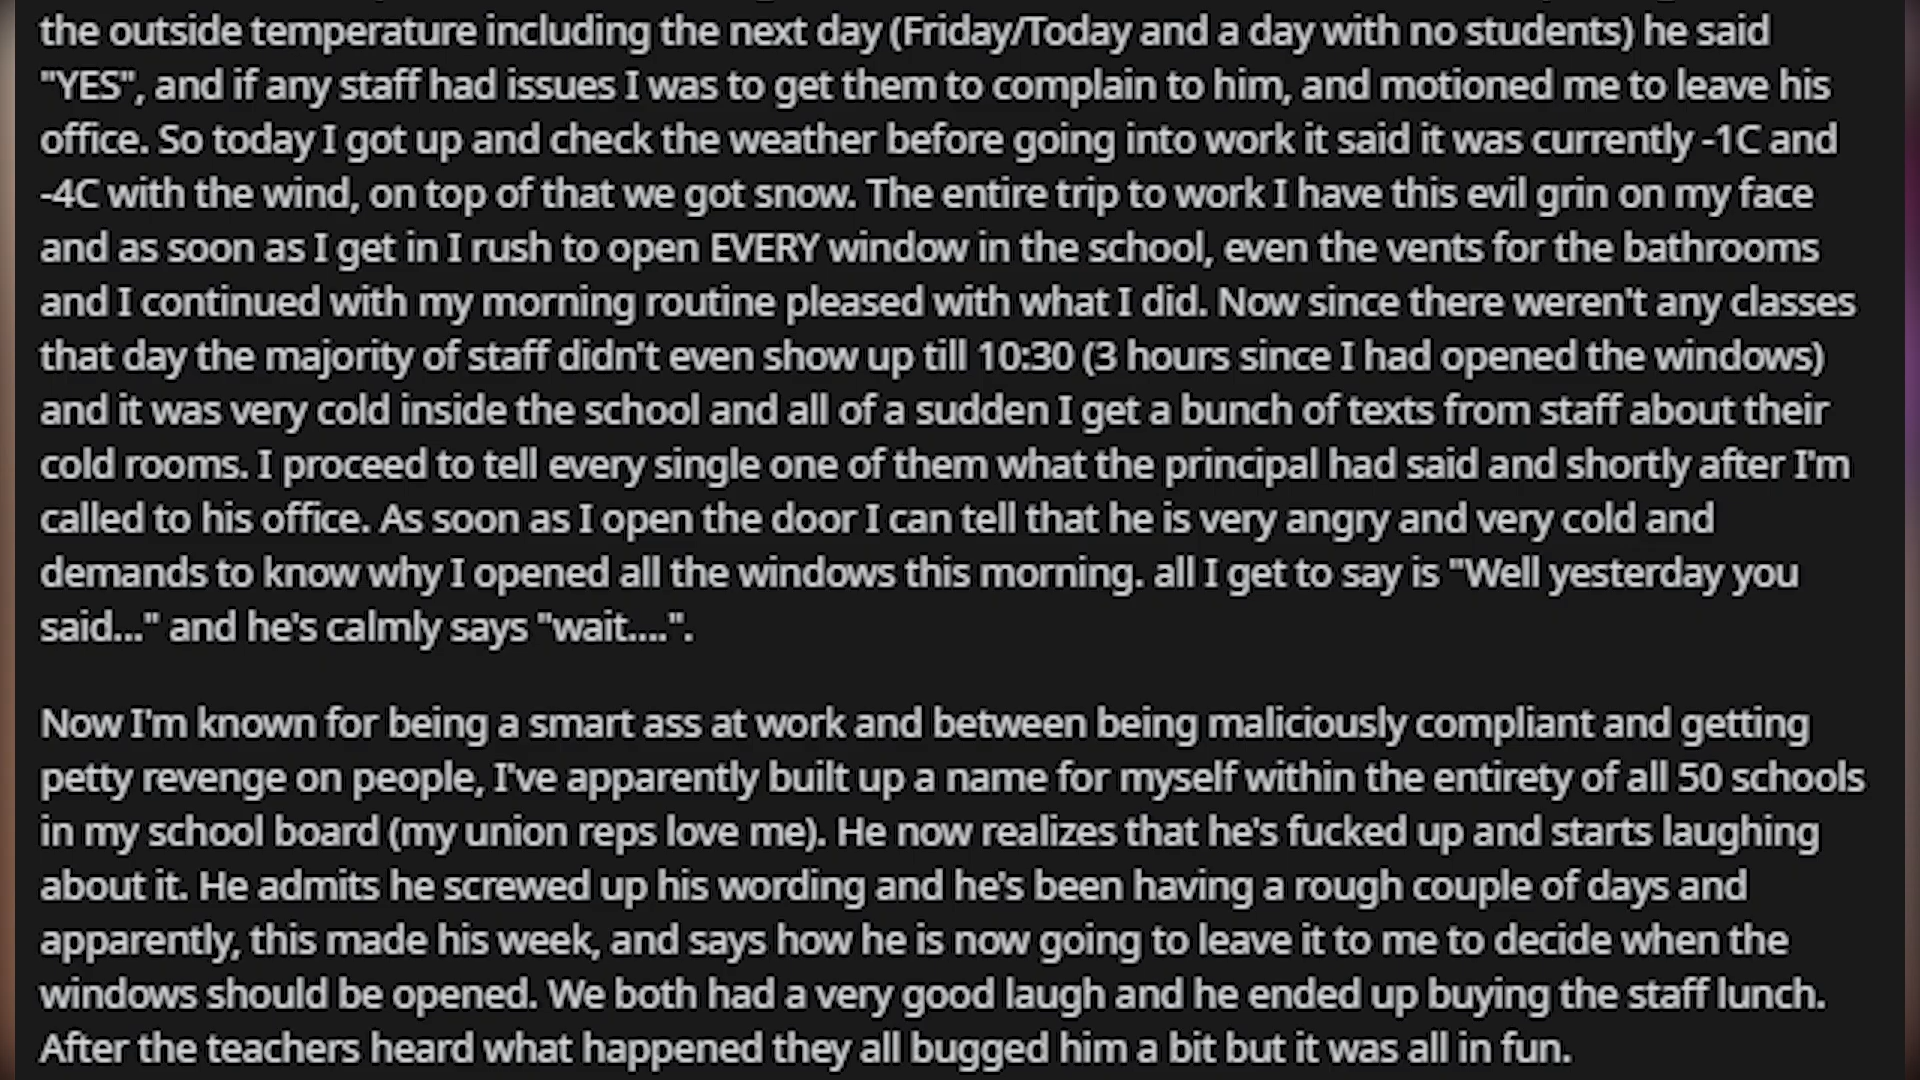 the outside temperature including the next day (Friday/Today and a day with no students) he said
"YES", and if any staff had issues I was to get them to complain to him, and motioned me to leave his
office. So today I got up and check the weather before going into work it said it was currently -1C and
-4C with the wind, on top of that we got snow. The entire trip to work I have this evil grin on my face
and as soon as I get in I rush to open EVERY window in the school, even the vents for the bathrooms
and I continued with my morning routine pleased with what I did. Now since there weren't any classes
that day the majority of staff didn't even show up till 10:30 (3 hours since I had opened the windows)
and it was very cold inside the school and all of a sudden I get a bunch of texts from staff about their
cold rooms. I proceed to tell every single one of them what the principal had said and shortly after I'm
called to his office. As soon as I open the door I can tell that he is very angry and very cold and
demands to know why I opened all the windows this morning. all I get to say is "Well yesterday you
said..." and he's calmly says "wait....".
Now I'm known for being a smart ass at work and between being maliciously compliant and getting
petty revenge on people, I've apparently built up a name for myself within the entirety of all 50 schools
in my school board (my union reps love me). He now realizes that he's fucked up and starts laughing
about it. He admits he screwed up his wording and he's been having a rough couple of days and
apparently, this made his week, and says how he is now going to leave it to me to decide when the
windows should be opened. We both had a very good laugh and he ended up buying the staff lunch.
After the teachers heard what happened they all bugged him a bit but it was all in fun.